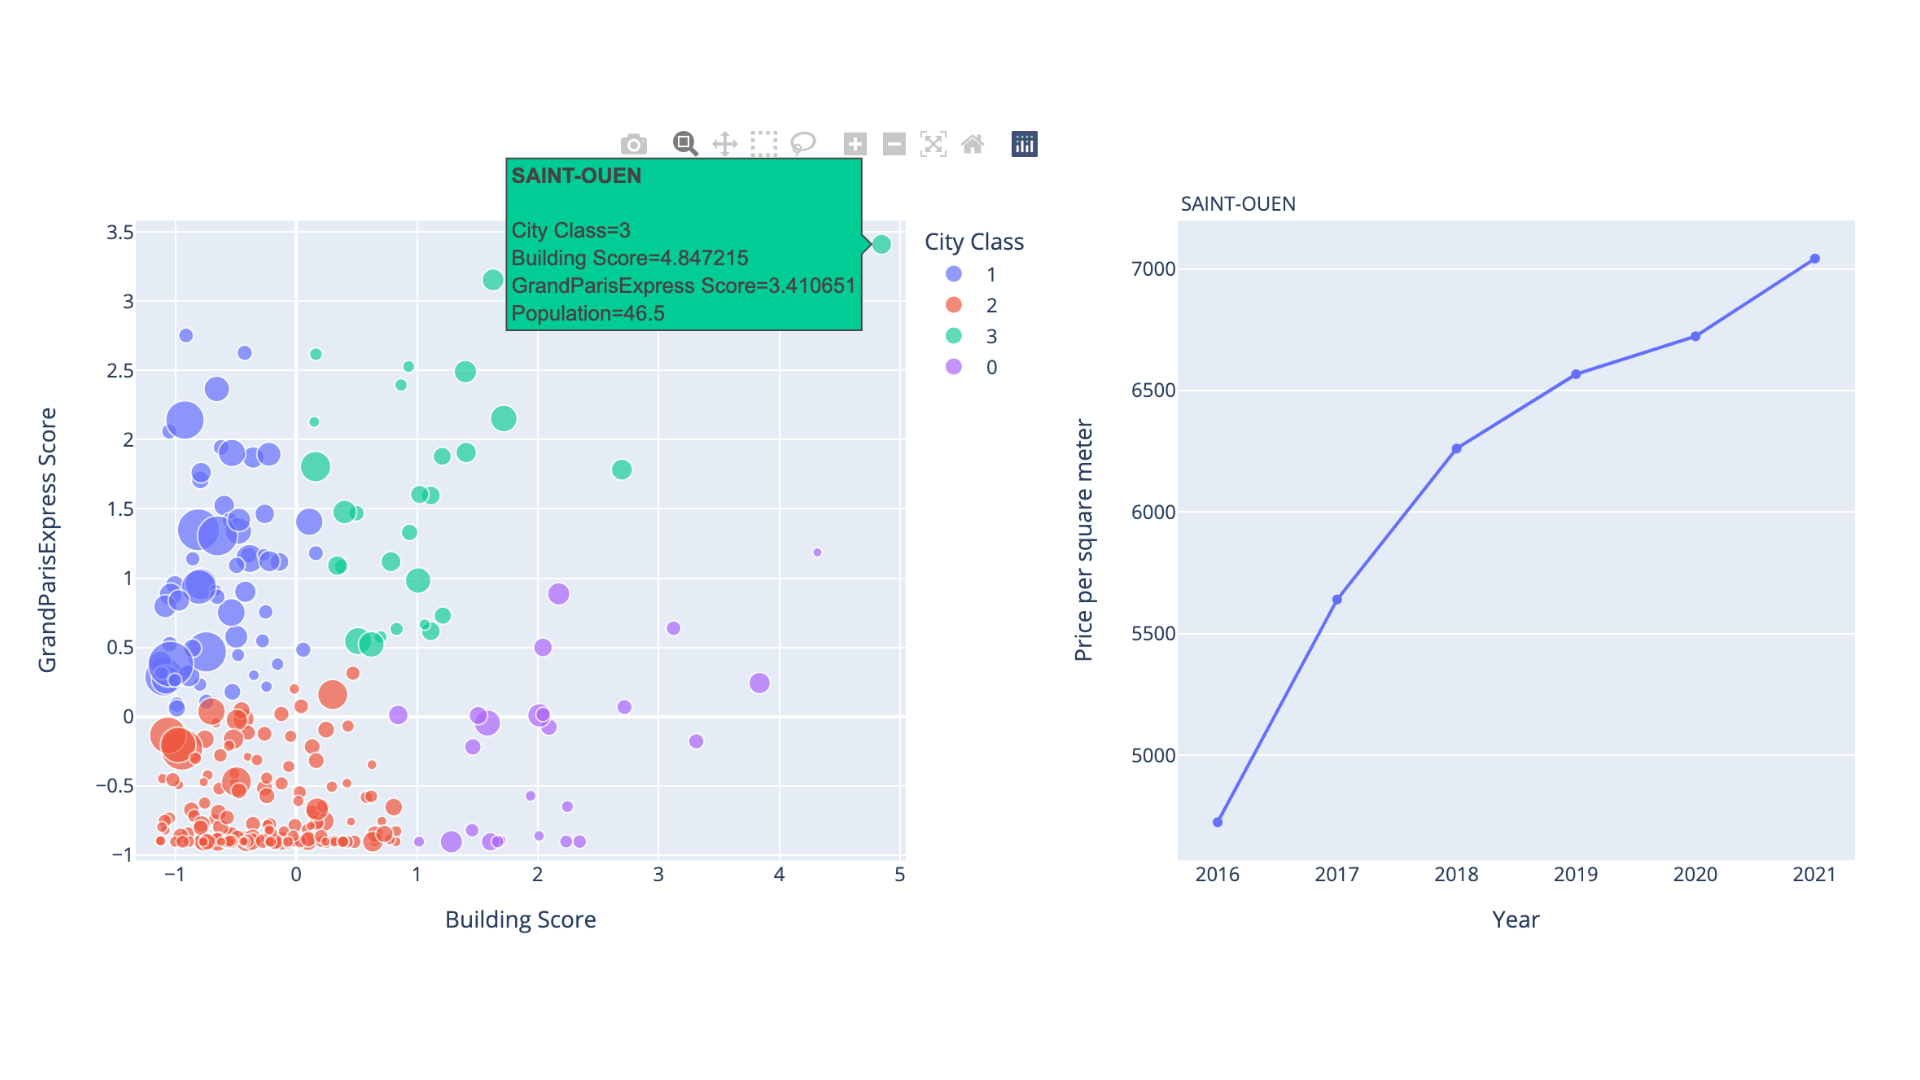 SAINT-OUEN
City Class=3
Building Score=4.847215
GrandParisExpress Score=3.410651
Population=46.5
3.5
3
2.5
2
1.5
1
0.5
0
−0.5
−1
GrandParisExpress Score
−1
0
1
2
3
4
5
Building Score
City Class
1
2
3
0
SAINT-OUEN
7000
6500
6000
5500
5000
Price per square meter
2016
2017
2018
2019
2020
2021
Year